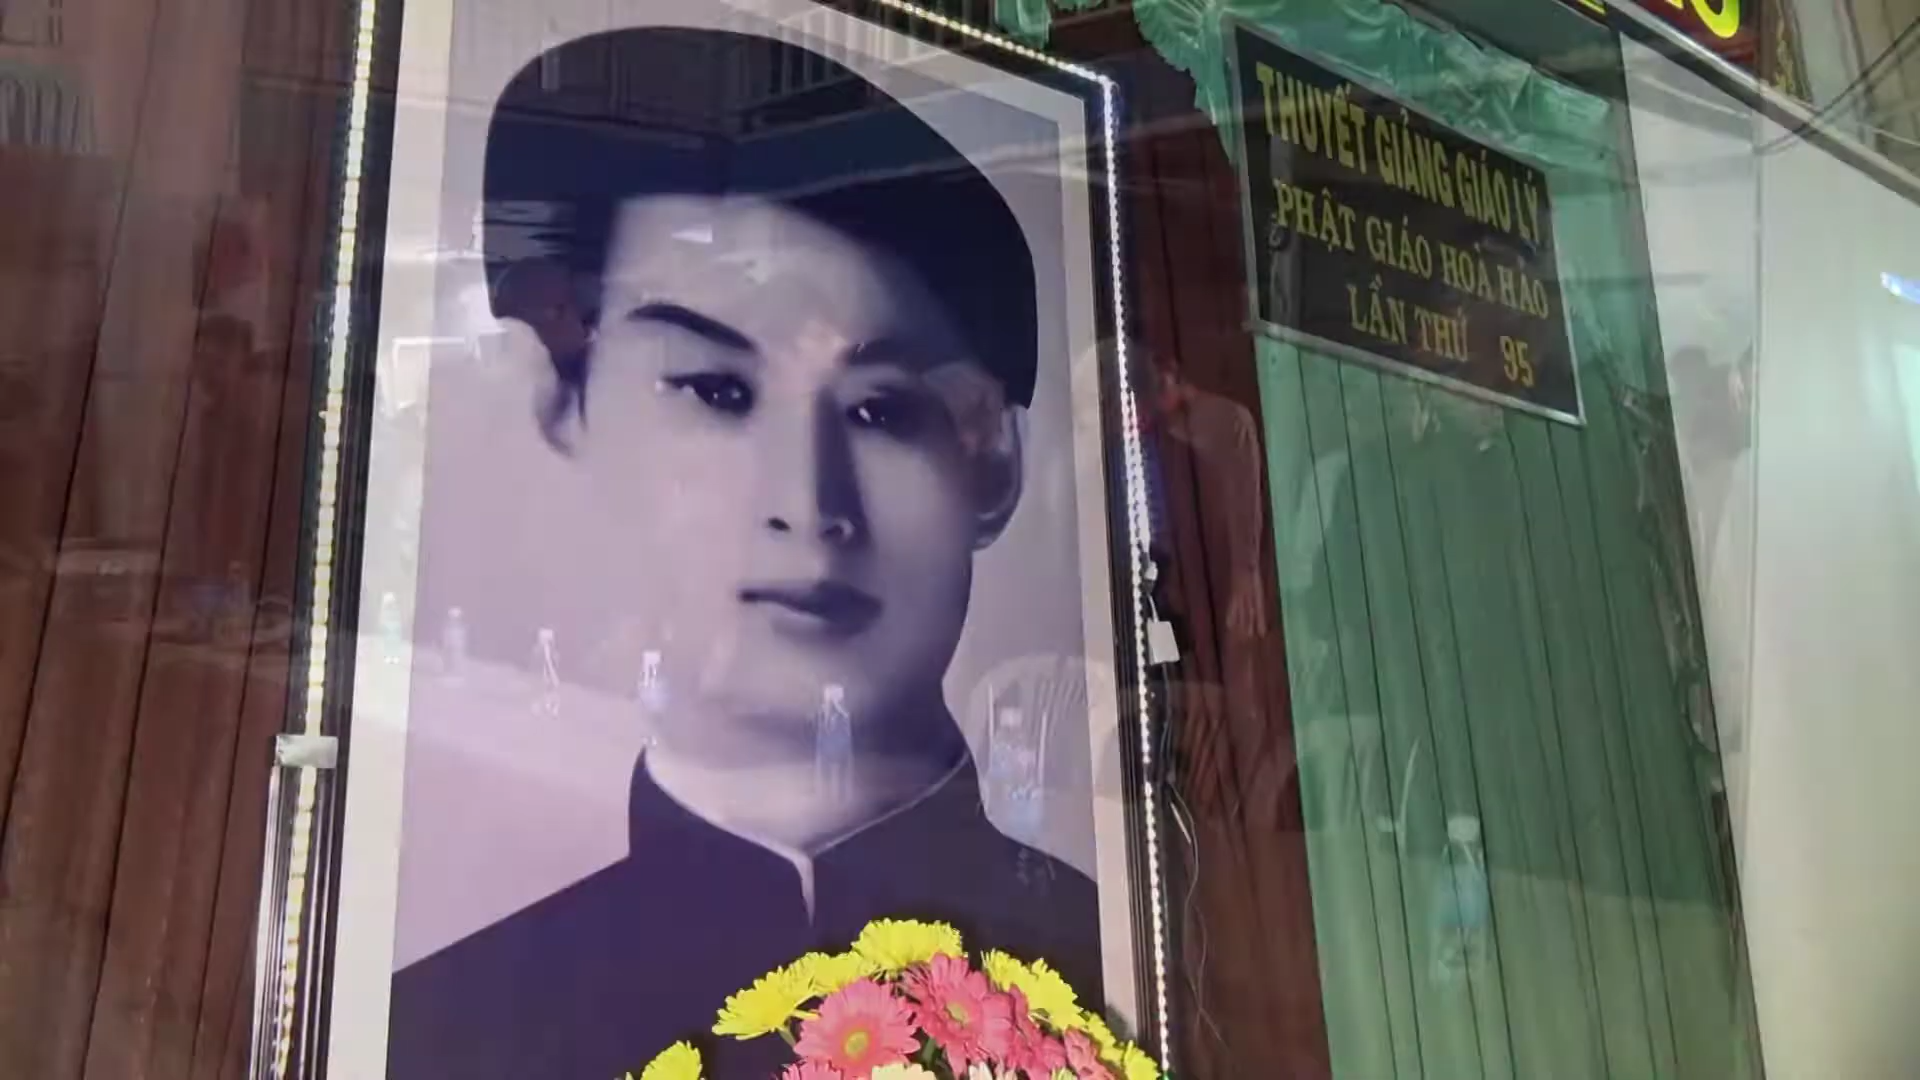 THUYẾT GIẢNG GIÁO LÝ
PHẬT GIÁO HOÀ HẢO
LẦN THỨ 95